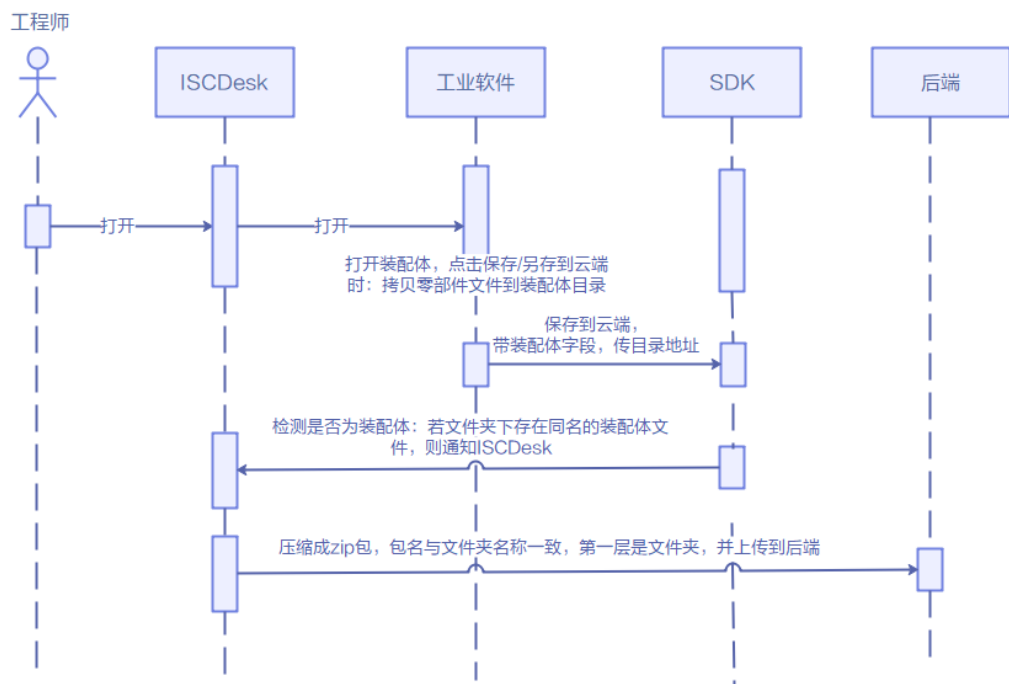 工程师
ISCDesk
工业软件
SDK
后端
打开
打开
打开装配体，点击保存/另存到云端
时：拷贝零部件文件到装配体目录
保存到云端，
带装配体字段，传目录地址
检测是否为装配体：若文件夹下存在同名的装配体文
件，则通知ISCDesk
压缩成zip包，包名与文件夹名称一致，第一层是文件夹，并上传到后端